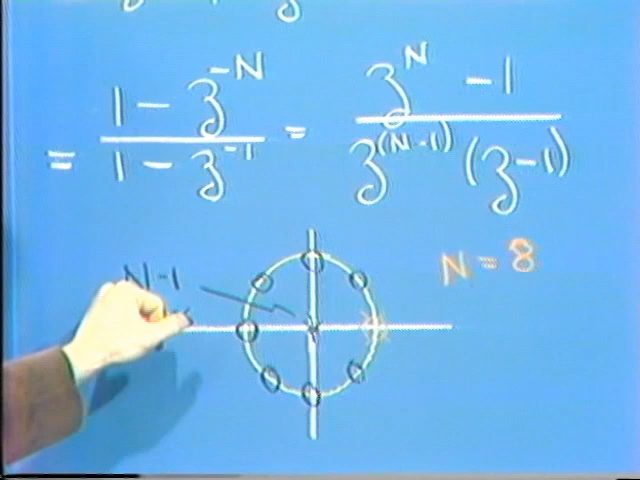 = 1 - z^-N / 1 - z^-1 = z^N - 1 / z^(N-1) (z-1)
N = 8
N-1